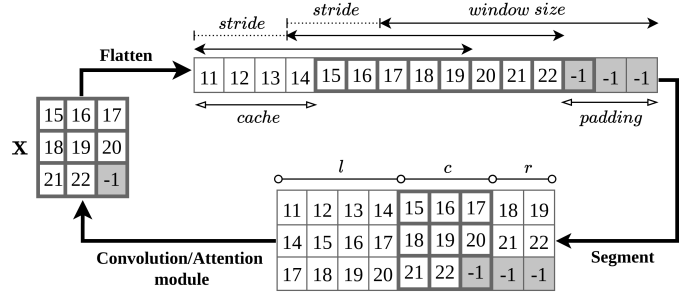 stride stride window size
Flatten
11 12 13 14 15 16 17 18 19 20 21 22 -1 -1 -1
cache padding
X
15 16 17
18 19 20
21 22 -1
l c r
11 12 13 14 15 16 17 18 19
14 15 16 17 18 19 20 21 22
17 18 19 20 21 22 -1 -1 -1
Segment
Convolution/Attention
module